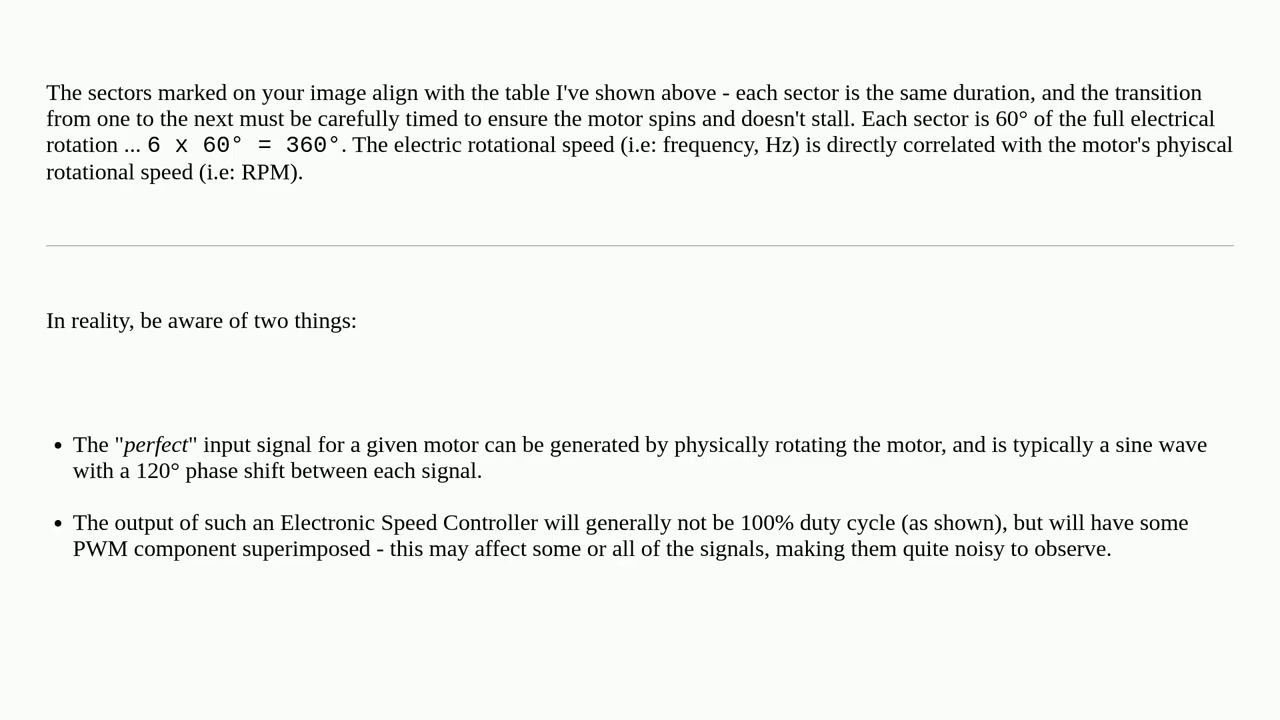 The sectors marked on your image align with the table I've shown above - each sector is the same duration, and the transition
from one to the next must be carefully timed to ensure the motor spins and doesn't stall. Each sector is 60° of the full electrical
rotation ... 6 x 60° = 360°. The electric rotational speed (i.e: frequency, Hz) is directly correlated with the motor's phyiscal
rotational speed (i.e: RPM).
In reality, be aware of two things:
• The "perfect" input signal for a given motor can be generated by physically rotating the motor, and is typically a sine wave
with a 120° phase shift between each signal.
• The output of such an Electronic Speed Controller will generally not be 100% duty cycle (as shown), but will have some
PWM component superimposed - this may affect some or all of the signals, making them quite noisy to observe.